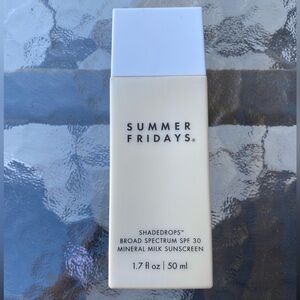 SUMMER
FRIDAYS®
SHADEDROPS™
BROAD SPECTRUM SPF 30
MINERAL MILK SUNSCREEN
1.7 fl oz | 50 ml